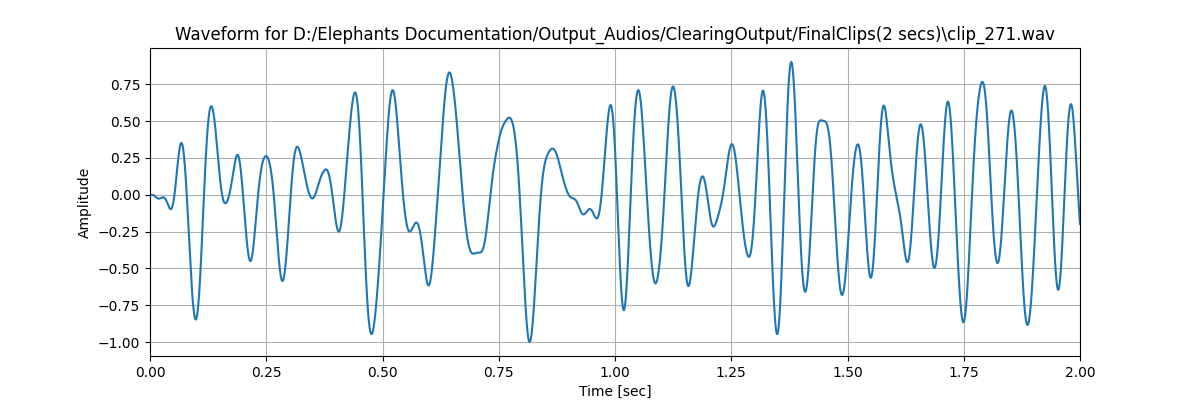 Waveform for D:/Elephants Documentation/Output_Audios/ClearingOutput/FinalClips(2 secs)\clip_271.wav
0.75
0.50
0.25
0.00
−0.25
−0.50
−0.75
−1.00
Amplitude
0.00 0.25 0.50 0.75 1.00 1.25 1.50 1.75 2.00
Time [sec]